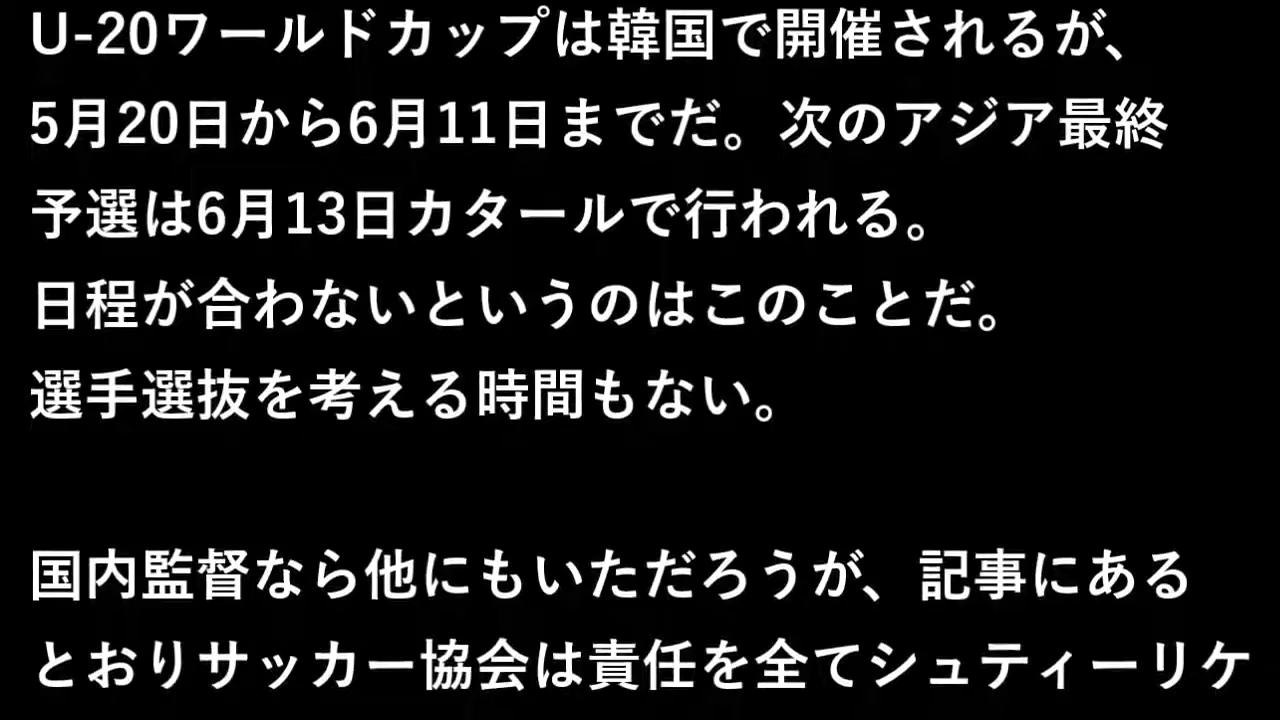 U-20ワールドカップは韓国で開催されるが、
5月20日から6月11日までだ。次のアジア最終
予選は6月13日カタールで行われる。
日程が合わないというのはこのことだ。
選手選抜を考える時間もない。
国内監督なら他にもいただろうが、記事にある
とおりサッカー協会は責任を全てシュティーリケ